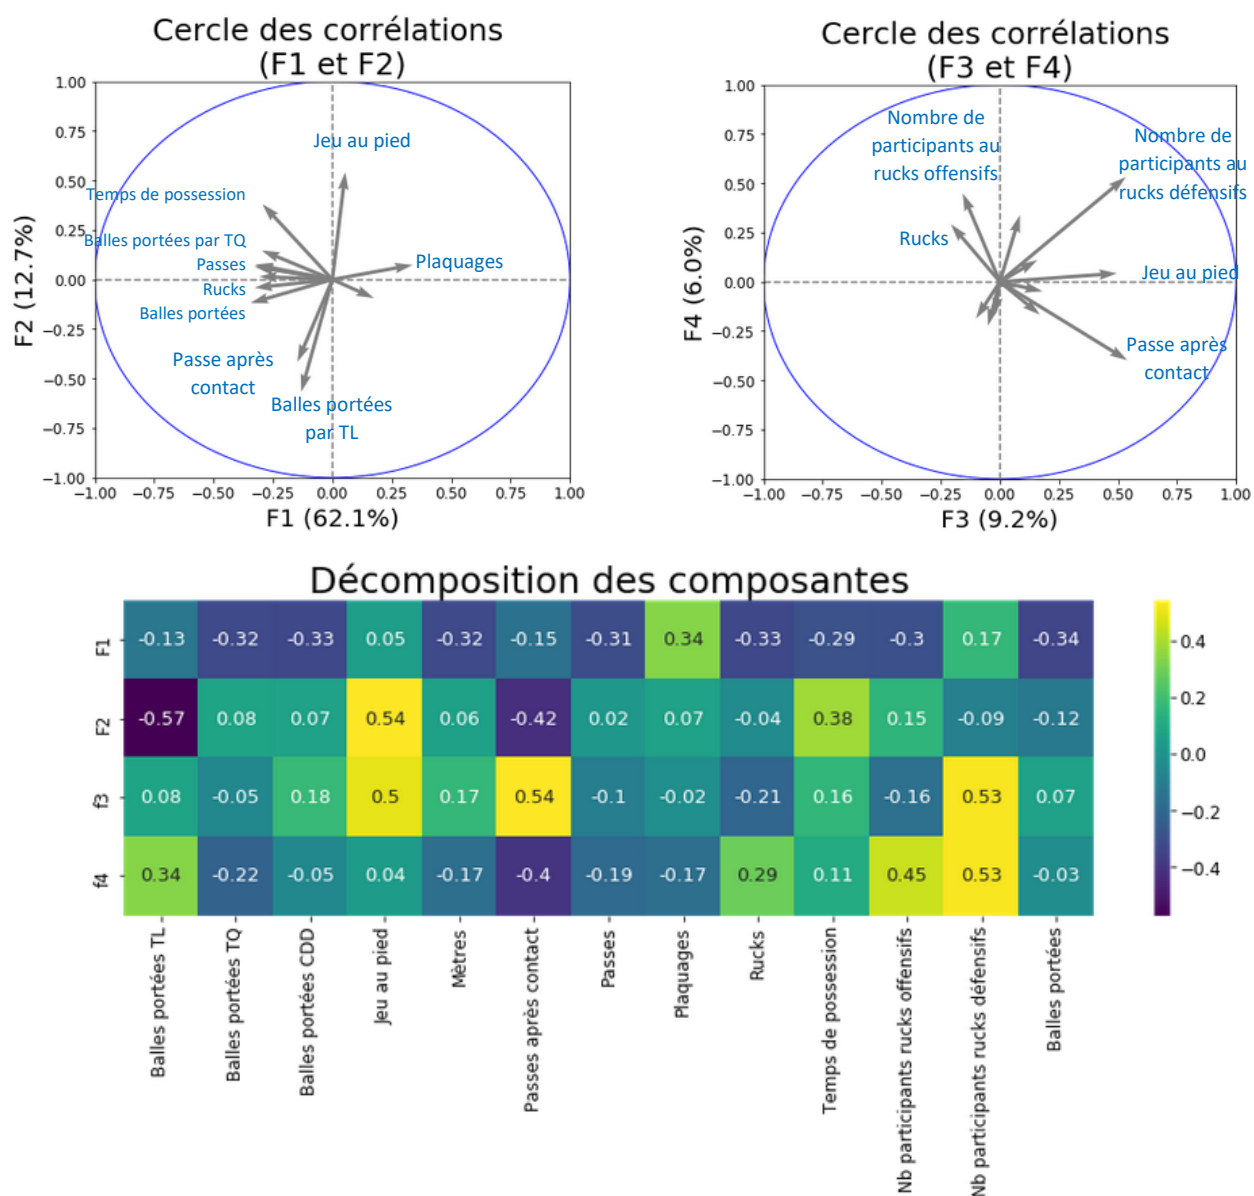 Cercle des corrélations
(F1 et F2)
1.00
0.75
0.50
0.25
0.00
−0.25
−0.50
−0.75
−1.00
F2 (12.7%)
Jeu au pied
Temps de possession
Balles portées par TQ
Passes
Rucks
Balles portées
Plaquages
Passe après
contact
Balles portées
par TL
−1.00 −0.75 −0.50 −0.25 0.00 0.25 0.50 0.75 1.00
F1 (62.1%)
Cercle des corrélations
(F3 et F4)
1.00
0.75
0.50
0.25
0.00
−0.25
−0.50
−0.75
−1.00
F4 (6.0%)
Nombre de
participants au
rucks offensifs
Nombre de
participants au
rucks défensifs
Rucks
Jeu au pied
Passe après
contact
−1.00 −0.75 −0.50 −0.25 0.00 0.25 0.50 0.75 1.00
F3 (9.2%)
Décomposition des composantes
F1 -0.13 -0.32 -0.33 0.05 -0.32 -0.15 -0.31 0.34 -0.33 -0.29 -0.3 0.17 -0.34
F2 -0.57 0.08 0.07 0.54 0.06 -0.42 0.02 0.07 -0.04 0.38 0.15 -0.09 -0.12
f3 0.08 -0.05 0.18 0.5 0.17 0.54 -0.1 -0.02 -0.21 0.16 -0.16 0.53 0.07
f4 0.34 -0.22 -0.05 0.04 -0.17 -0.4 -0.19 -0.17 0.29 0.11 0.45 0.53 -0.03
Balles portées TL
Balles portées TQ
Balles portées CDD
Jeu au pied
Mètres
Passes après contact
Passes
Plaquages
Rucks
Temps de possession
Nb participants rucks offensifs
Nb participants rucks défensifs
Balles portées
0.4
0.2
0.0
−0.2
−0.4